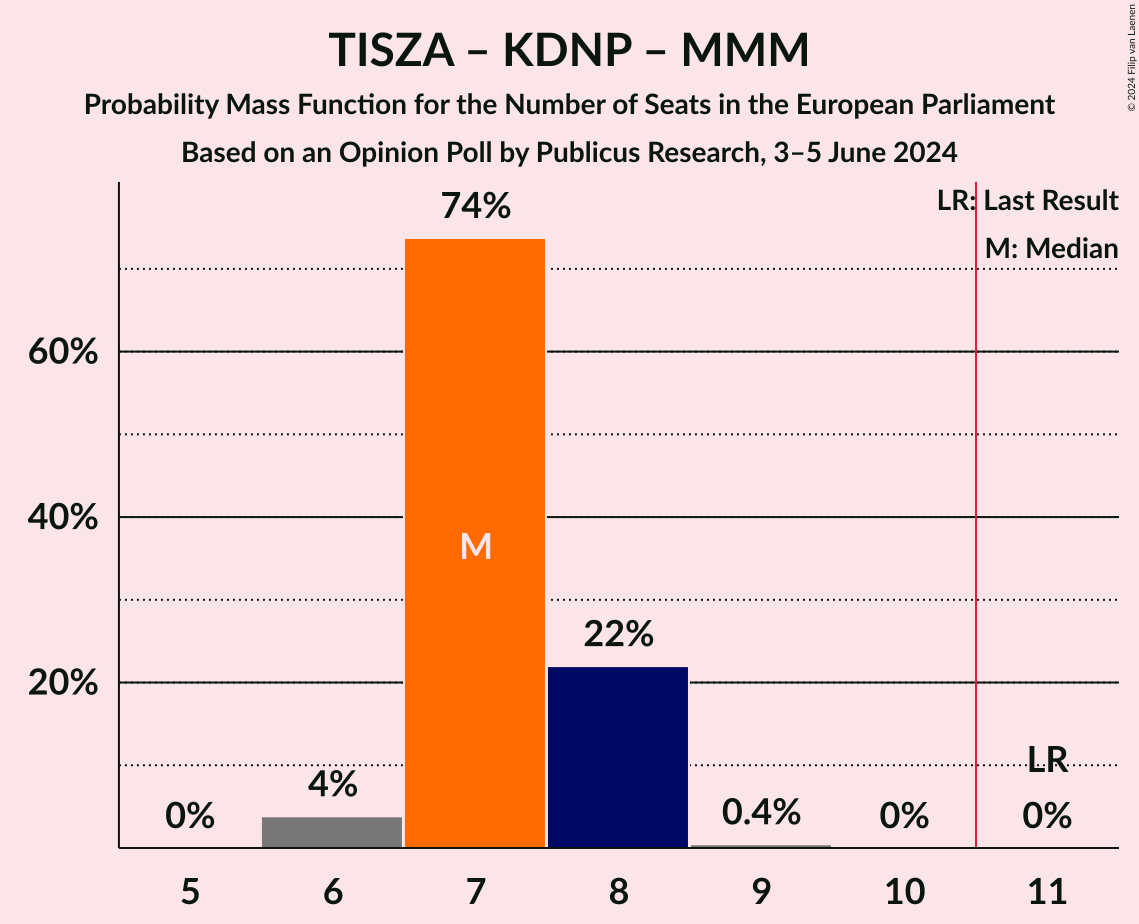 TISZA – KDNP – MMM
Probability Mass Function for the Number of Seats in the European Parliament
Based on an Opinion Poll by Publicus Research, 3–5 June 2024
© 2024 Filip van Laenen
LR: Last Result
M: Median
74%
60%
40%
M
22%
20%
LR
0%
4%
0.4%
0%
0%
5
6
7
8
9
10
11